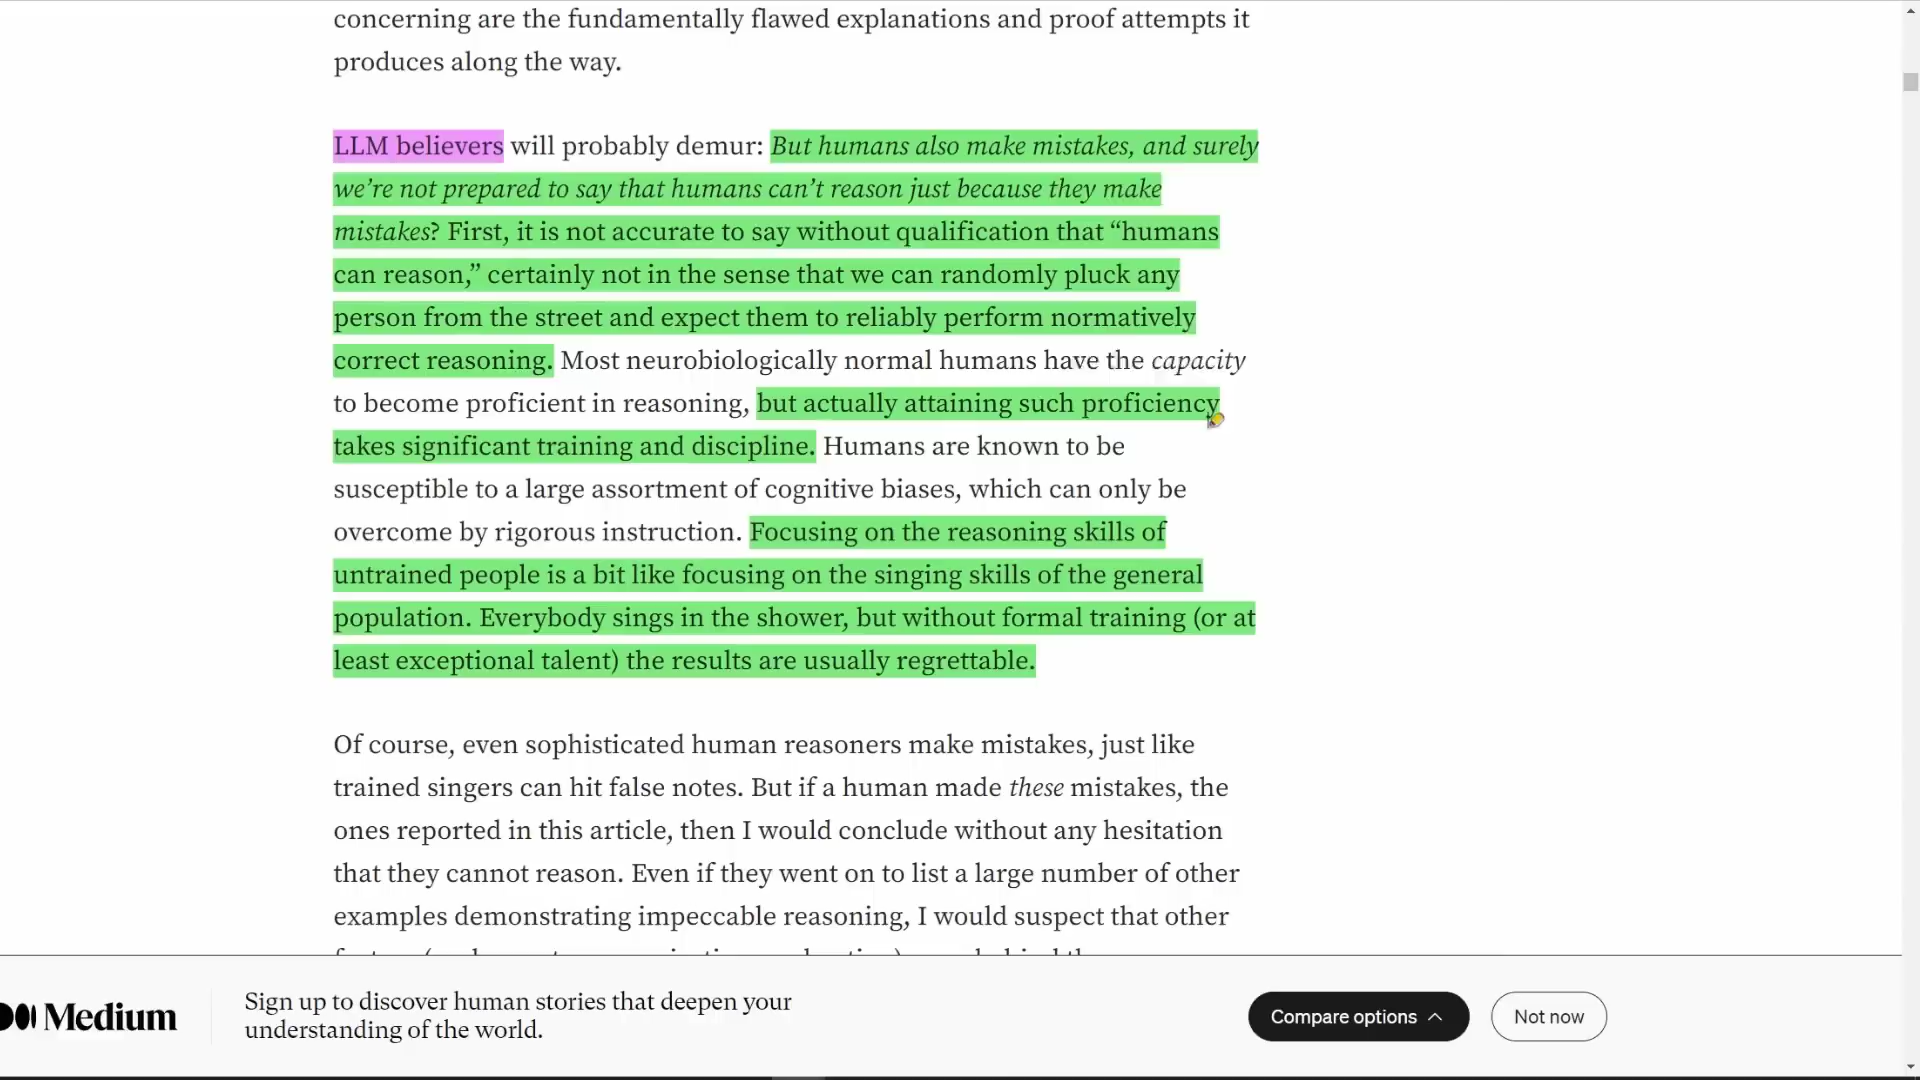 concerning are the fundamentally flawed explanations and proof attempts it
produces along the way.
LLM believers will probably demur: But humans also make mistakes, and surely
we’re not prepared to say that humans can’t reason just because they make
mistakes? First, it is not accurate to say without qualification that “humans
can reason,” certainly not in the sense that we can randomly pluck any
person from the street and expect them to reliably perform normatively
correct reasoning. Most neurobiologically normal humans have the capacity
to become proficient in reasoning, but actually attaining such proficiency
takes significant training and discipline. Humans are known to be
susceptible to a large assortment of cognitive biases, which can only be
overcome by rigorous instruction. Focusing on the reasoning skills of
untrained people is a bit like focusing on the singing skills of the general
population. Everybody sings in the shower, but without formal training (or at
least exceptional talent) the results are usually regrettable.
Of course, even sophisticated human reasoners make mistakes, just like
trained singers can hit false notes. But if a human made these mistakes, the
ones reported in this article, then I would conclude without any hesitation
that they cannot reason. Even if they went on to list a large number of other
examples demonstrating impeccable reasoning, I would suspect that other
Medium
Sign up to discover human stories that deepen your
understanding of the world.
Compare options
Not now